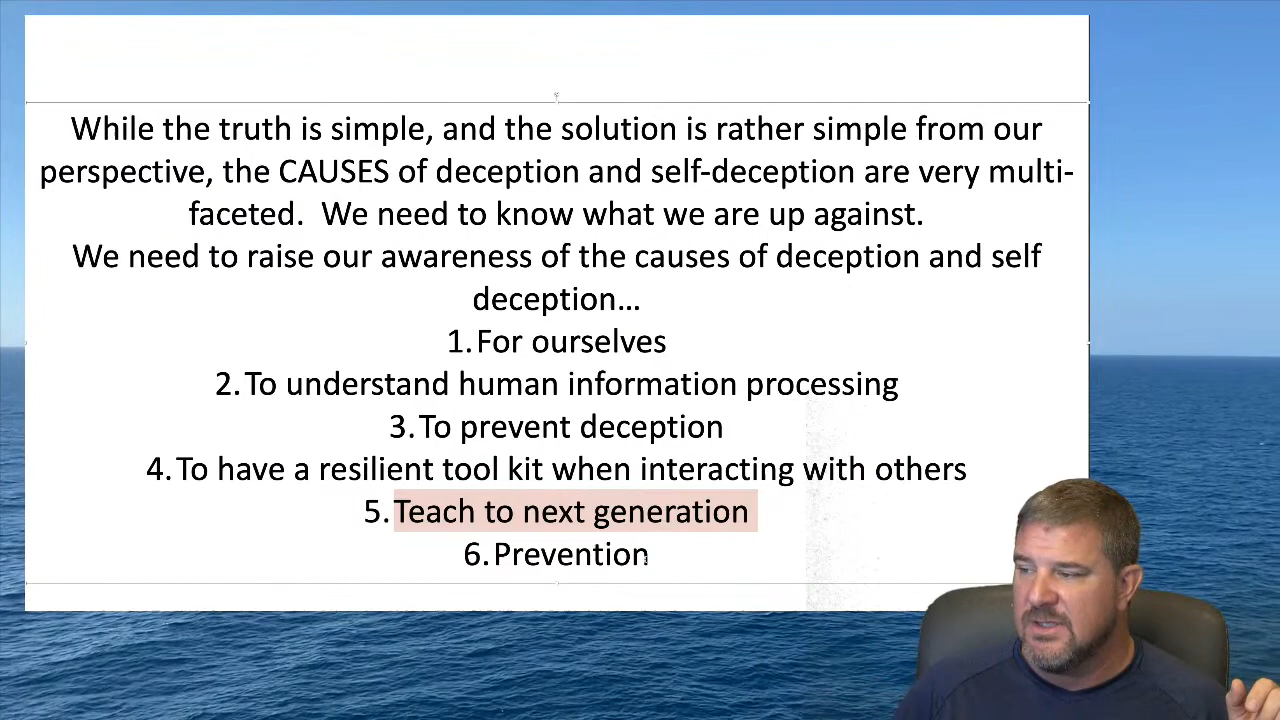 While the truth is simple, and the solution is rather simple from our
perspective, the CAUSES of deception and self-deception are very multi-
faceted.  We need to know what we are up against.
We need to raise our awareness of the causes of deception and self
deception…
1. For ourselves
2. To understand human information processing
3. To prevent deception
4. To have a resilient tool kit when interacting with others
5. Teach to next generation
6. Prevention